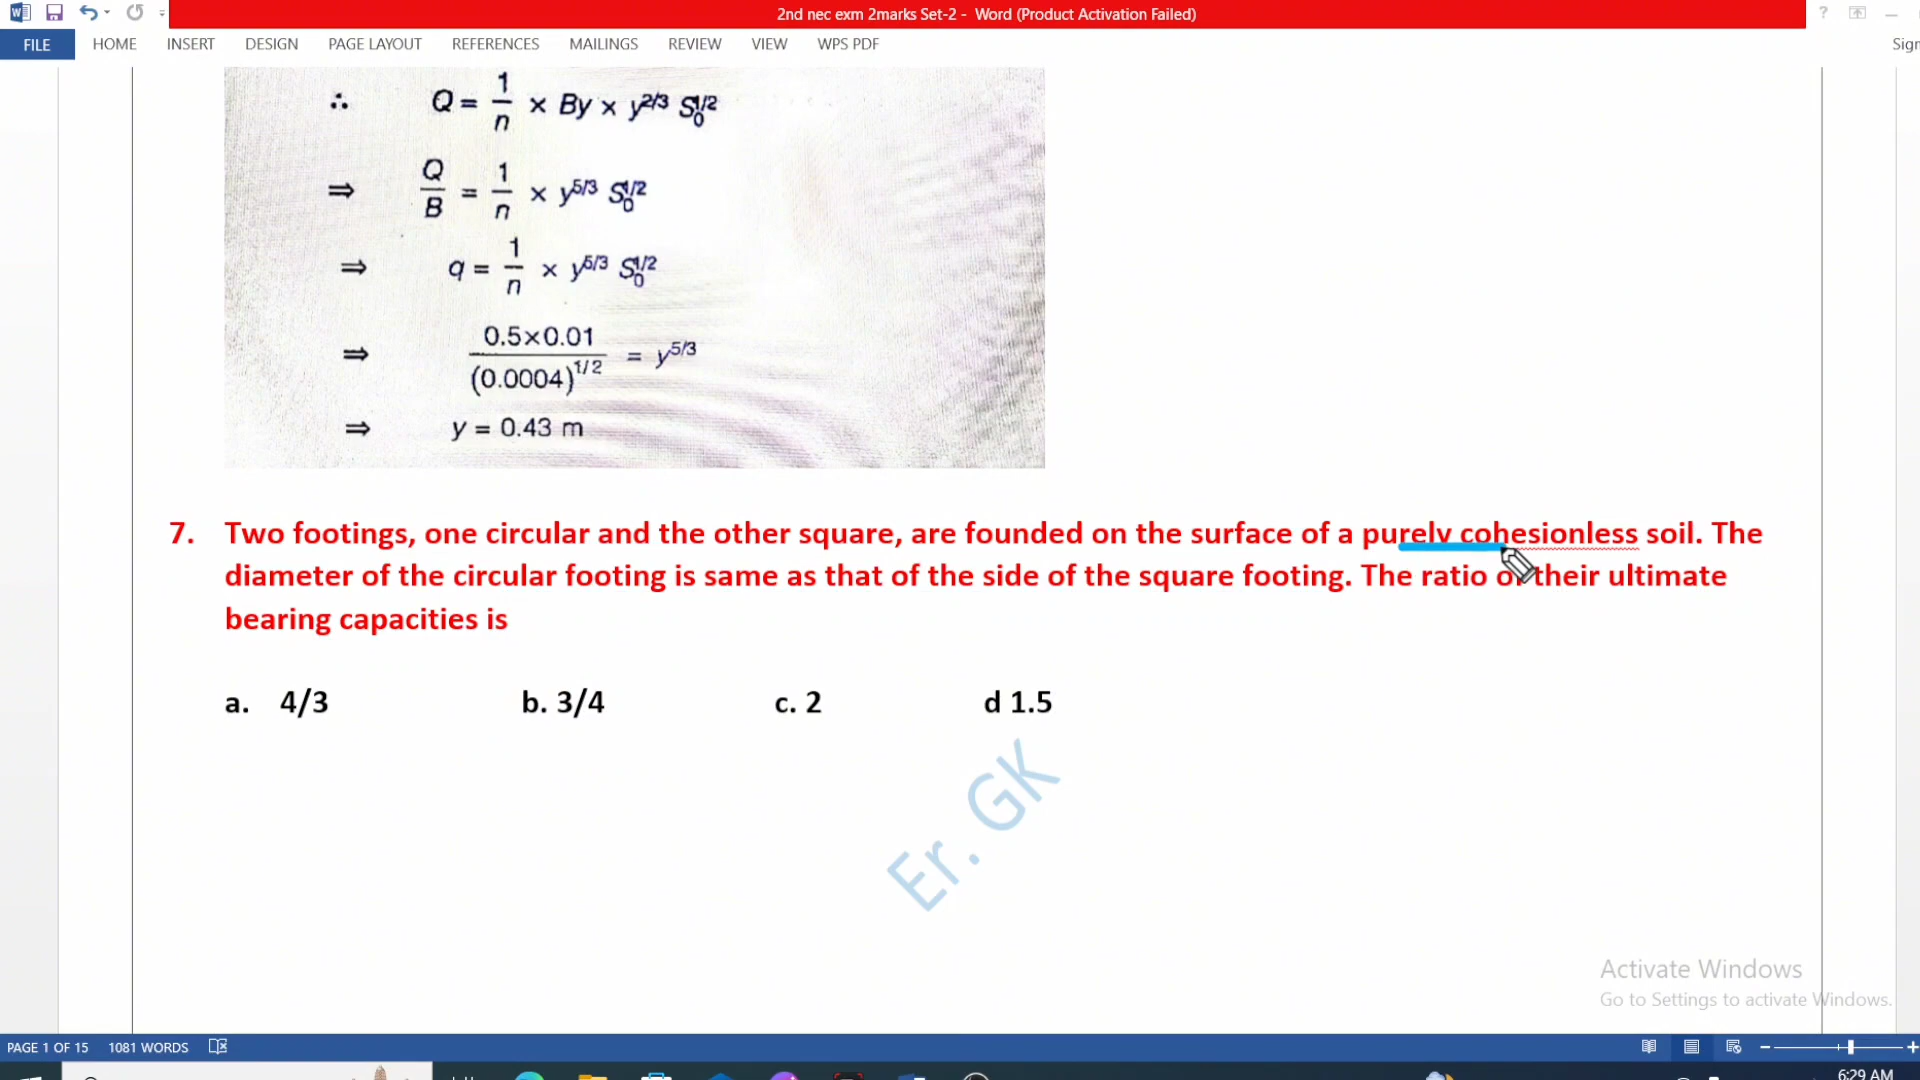 2nd nec exm 2marks Set-2 - Word (Product Activation Failed)
FILE HOME INSERT DESIGN PAGE LAYOUT REFERENCES MAILINGS REVIEW VIEW WPS PDF Sign
∴ Q = 1/n × By × y^2/3 S_0^1/2
⇒ Q/B = 1/n × y^5/3 S_0^1/2
⇒ q = 1/n × y^5/3 S_0^1/2
⇒ 0.5×0.01/(0.0004)^1/2 = y^5/3
⇒ y = 0.43 m
7. Two footings, one circular and the other square, are founded on the surface of a purely cohesionless soil. The
diameter of the circular footing is same as that of the side of the square footing. The ratio of their ultimate
bearing capacities is
a. 4/3 b. 3/4 c. 2 d 1.5
Er. GK
Activate Windows
Go to Settings to activate Windows.
PAGE 1 OF 15 1081 WORDS
6:29 AM